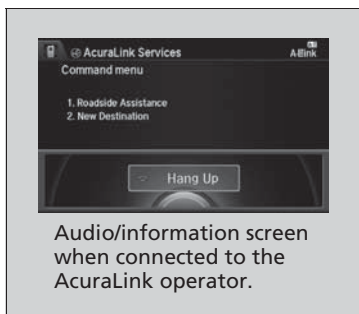 AcuraLink Services
Command menu
1. Roadside Assistance
2. New Destination
Hang Up
Audio/information screen
when connected to the
AcuraLink operator.